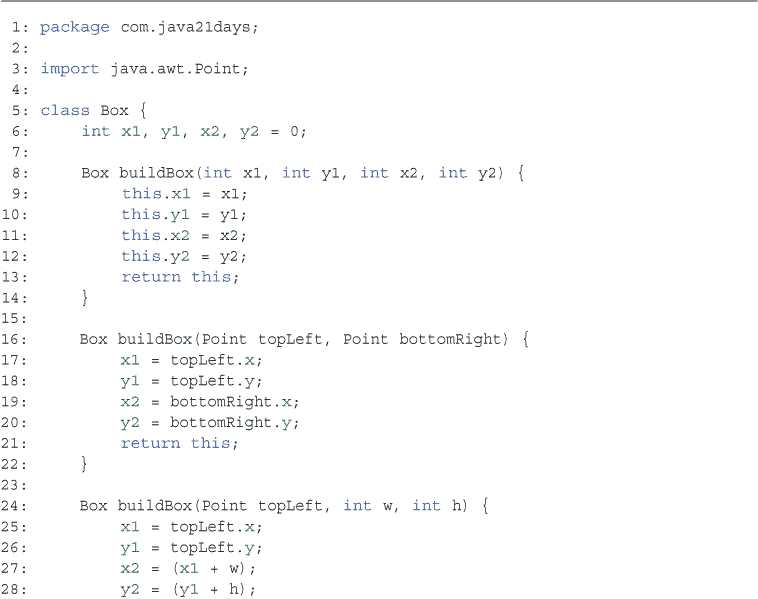 1: package com.java21days;
2:
3: import java.awt.Point;
4:
5: class Box {
6:     int x1, y1, x2, y2 = 0;
7:
8:     Box buildBox(int x1, int y1, int x2, int y2) {
9:         this.x1 = x1;
10:         this.y1 = y1;
11:         this.x2 = x2;
12:         this.y2 = y2;
13:         return this;
14:     }
15:
16:     Box buildBox(Point topLeft, Point bottomRight) {
17:         x1 = topLeft.x;
18:         y1 = topLeft.y;
19:         x2 = bottomRight.x;
20:         y2 = bottomRight.y;
21:         return this;
22:     }
23:
24:     Box buildBox(Point topLeft, int w, int h) {
25:         x1 = topLeft.x;
26:         y1 = topLeft.y;
27:         x2 = (x1 + w);
28:         y2 = (y1 + h);